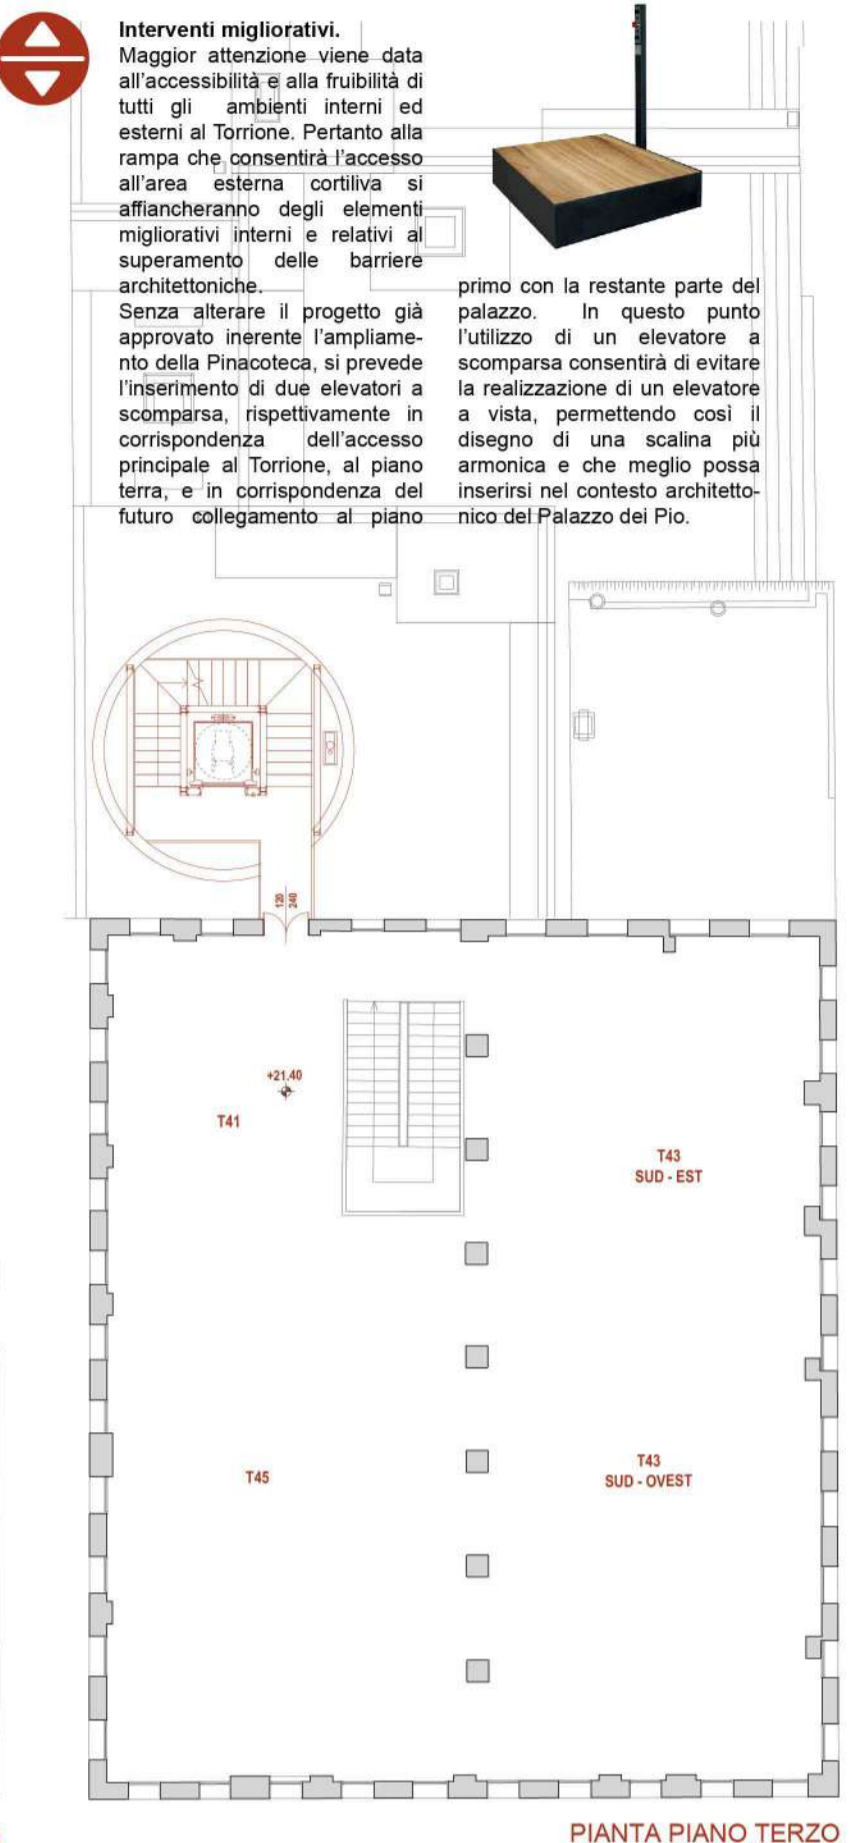 Interventi migliorativi.
Maggior attenzione viene data
all'accessibilità e alla fruibilità di
tutti gli ambienti interni ed
esterni al Torrione. Pertanto alla
rampa che consentirà l'accesso
all'area esterna cortiliva si
affiancheranno degli elementi
migliorativi interni e relativi al
superamento delle barriere
architettoniche.
Senza alterare il progetto già
approvato inerente l'ampliame-
nto della Pinacoteca, si prevede
l'inserimento di due elevatori a
scomparsa, rispettivamente in
corrispondenza dell'accesso
principale al Torrione, al piano
terra, e in corrispondenza del
futuro collegamento al piano
primo con la restante parte del
palazzo. In questo punto
l'utilizzo di un elevatore a
scomparsa consentirà di evitare
la realizzazione di un elevatore
a vista, permettendo così il
disegno di una scalina più
armonica e che meglio possa
inserirsi nel contesto architetto-
nico del Palazzo dei Pio.
120
240
+21.40
T41
T43
SUD - EST
T45
T43
SUD - OVEST
PIANTA PIANO TERZO